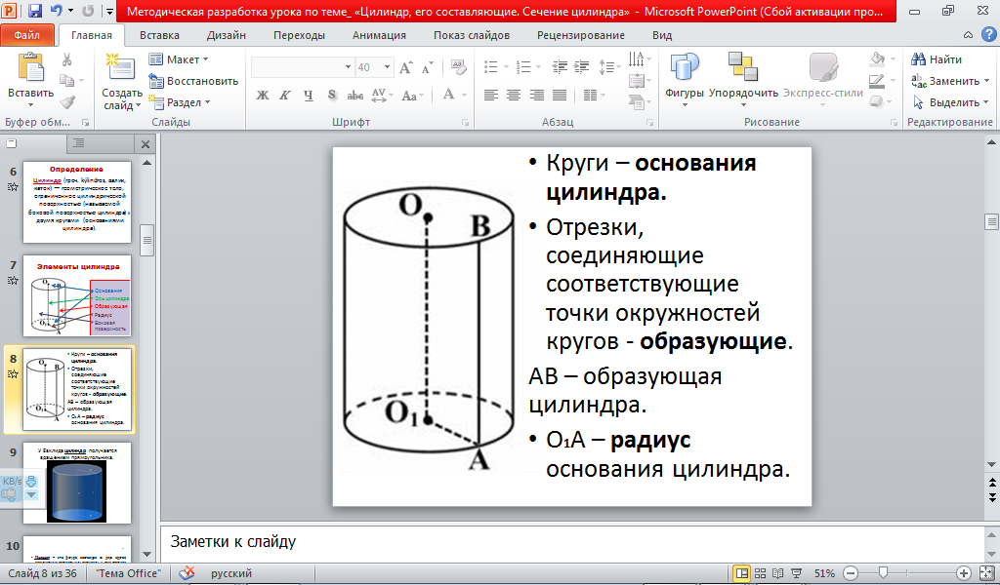 Методическая разработка урока по теме_ «Цилиндр, его составляющие. Сечение цилиндра» - Microsoft PowerPoint (Сбой активации про...
Файл Главная Вставка Дизайн Переходы Анимация Показ слайдов Рецензирование Вид
Вставить
Буфер обм...
Создать слайд
Макет
Восстановить
Раздел
Слайды
40
Ж К Ч S abc AV Aa A
Шрифт
Абзац
Фигуры Упорядочить Экспресс-стили
Рисование
Найти
Заменить
Выделить
Редактирование
6
Определение
Цилиндр (греч. kýlindros, валик,
каток) — геометрическое тело,
ограниченное цилиндрической
поверхностью (называемой
боковой поверхностью цилиндра) и
двумя кругами (основаниями
цилиндра).
7
Элементы цилиндра
O
B
O₁
A
• Основания
• Ось цилиндра
• Образующая
• Радиус
• Боковая
поверхность
8
O
B
O₁
A
• Круги – основания
цилиндра.
• Отрезки,
соединяющие
соответствующие
точки окружностей
кругов - образующие.
АВ – образующая
цилиндра.
• O₁A – радиус
основания цилиндра.
9
У Евклида цилиндр получается
вращением прямоугольника.
KB/s
10
O
B
O₁
A
• Круги – основания
цилиндра.
• Отрезки,
соединяющие
соответствующие
точки окружностей
кругов - образующие.
АВ – образующая
цилиндра.
• O₁A – радиус
основания цилиндра.
Заметки к слайду
Слайд 8 из 36 "Тема Office" русский 51%